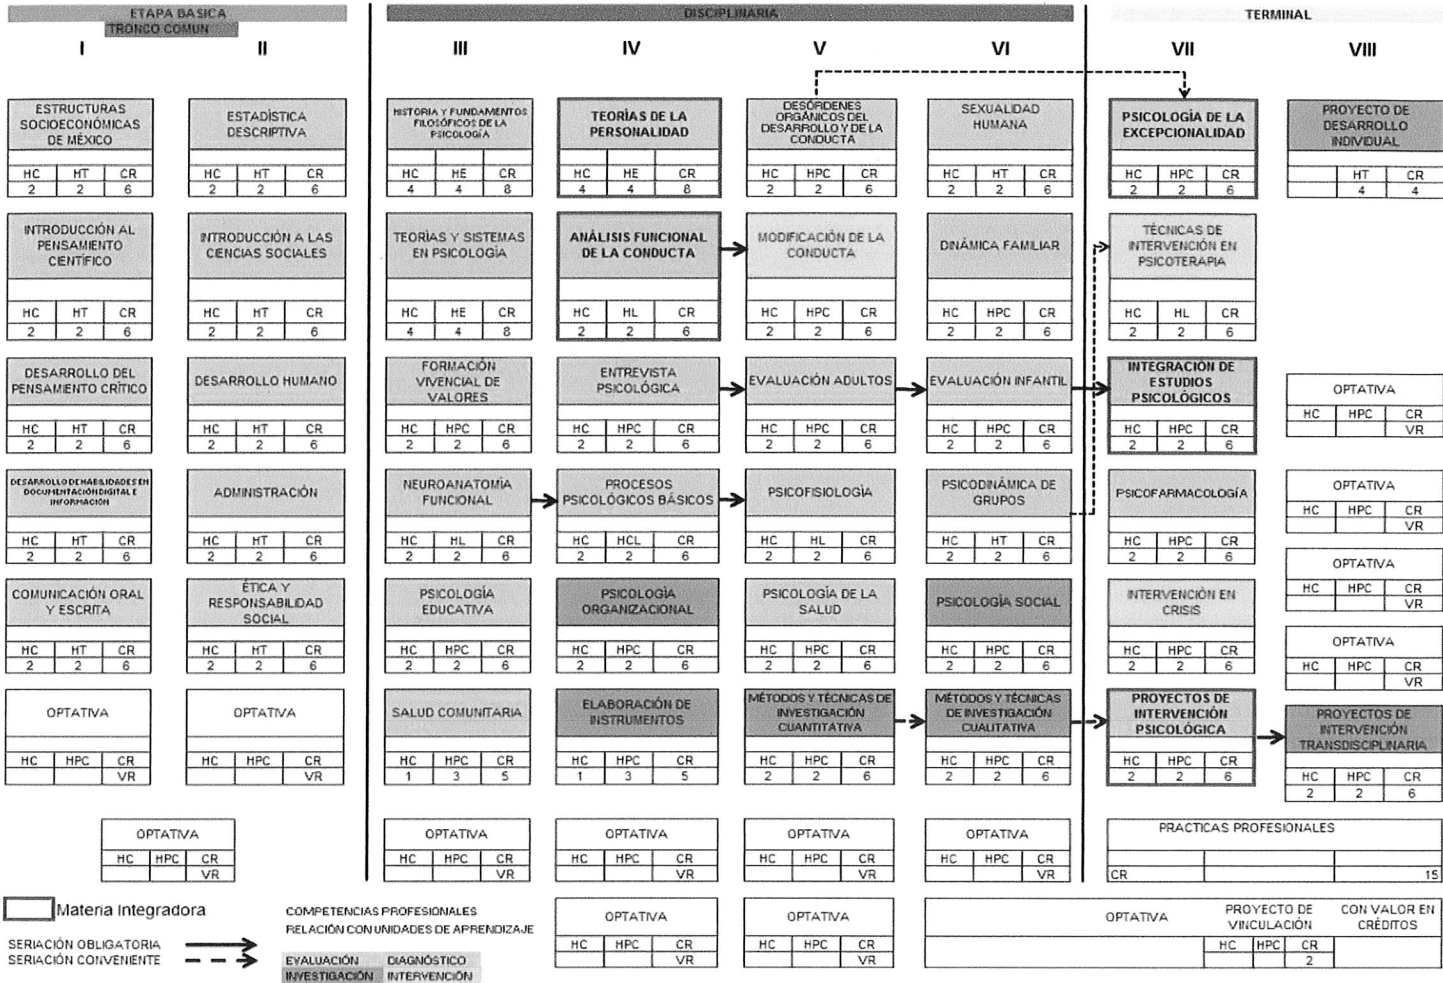 ETAPA BASICA
TRONCO COMUN
DISCIPLINARIA
TERMINAL
I
II
III
IV
V
VI
VII
VIII
ESTRUCTURAS
SOCIOECONÓMICAS
DE MÉXICO
HC HT CR
2 2 6
ESTADÍSTICA
DESCRIPTIVA
HC HT CR
2 2 6
HISTORIA Y FUNDAMENTOS
FILOSÓFICOS DE LA
PSICOLOGÍA
HC HE CR
4 4 8
TEORÍAS DE LA
PERSONALIDAD
HC HE CR
4 4 8
DESÓRDENES
ORGÁNICOS DEL
DESARROLLO Y DE LA
CONDUCTA
HC HPC CR
2 2 6
SEXUALIDAD
HUMANA
HC HT CR
2 2 6
PSICOLOGÍA DE LA
EXCEPCIONALIDAD
HC HPC CR
2 2 6
PROYECTO DE
DESARROLLO
INDIVIDUAL
HT CR
4 4
INTRODUCCIÓN AL
PENSAMIENTO
CIENTÍFICO
HC HT CR
2 2 6
INTRODUCCIÓN A LAS
CIENCIAS SOCIALES
HC HT CR
2 2 6
TEORÍAS Y SISTEMAS
EN PSICOLOGÍA
HC HE CR
4 4 8
ANÁLISIS FUNCIONAL
DE LA CONDUCTA
HC HL CR
2 2 6
MODIFICACIÓN DE LA
CONDUCTA
HC HPC CR
2 2 6
DINÁMICA FAMILIAR
HC HPC CR
2 2 6
TÉCNICAS DE
INTERVENCIÓN EN
PSICOTERAPIA
HC HL CR
2 2 6
DESARROLLO DEL
PENSAMIENTO CRÍTICO
HC HT CR
2 2 6
DESARROLLO HUMANO
HC HT CR
2 2 6
FORMACIÓN
VIVENCIAL DE
VALORES
HC HPC CR
2 2 6
ENTREVISTA
PSICOLÓGICA
HC HPC CR
2 2 6
EVALUACIÓN ADULTOS
HC HPC CR
2 2 6
EVALUACIÓN INFANTIL
HC HPC CR
2 2 6
INTEGRACIÓN DE
ESTUDIOS
PSICOLÓGICOS
HC HPC CR
2 2 6
OPTATIVA
HC HPC CR
VR
DESARROLLO DE HABILIDADES EN
DOCUMENTACIÓN DIGITAL E
INFORMACIÓN
HC HT CR
2 2 6
ADMINISTRACIÓN
HC HT CR
2 2 6
NEUROANATOMÍA
FUNCIONAL
HC HL CR
2 2 6
PROCESOS
PSICOLÓGICOS BÁSICOS
HC HCL CR
2 2 6
PSICOFISIOLOGÍA
HC HL CR
2 2 6
PSICODINÁMICA DE
GRUPOS
HC HT CR
2 2 6
PSICOFARMACOLOGÍA
HC HPC CR
2 2 6
OPTATIVA
HC HPC CR
VR
OPTATIVA
HC HPC CR
VR
COMUNICACIÓN ORAL
Y ESCRITA
HC HT CR
2 2 6
ÉTICA Y
RESPONSABILIDAD
SOCIAL
HC HT CR
2 2 6
PSICOLOGÍA
EDUCATIVA
HC HPC CR
2 2 6
PSICOLOGÍA
ORGANIZACIONAL
HC HPC CR
2 2 6
PSICOLOGÍA DE LA
SALUD
HC HPC CR
2 2 6
PSICOLOGÍA SOCIAL
HC HPC CR
2 2 6
INTERVENCIÓN EN
CRISIS
HC HPC CR
2 2 6
OPTATIVA
HC HPC CR
VR
OPTATIVA
HC HPC CR
VR
OPTATIVA
HC HPC CR
VR
SALUD COMUNITARIA
HC HPC CR
1 3 5
ELABORACIÓN DE
INSTRUMENTOS
HC HPC CR
1 3 5
MÉTODOS Y TÉCNICAS DE
INVESTIGACIÓN
CUANTITATIVA
HC HPC CR
2 2 6
MÉTODOS Y TÉCNICAS
DE INVESTIGACIÓN
CUALITATIVA
HC HPC CR
2 2 6
PROYECTOS DE
INTERVENCIÓN
PSICOLÓGICA
HC HPC CR
2 2 6
PROYECTOS DE
INTERVENCIÓN
TRANSDISCIPLINARIA
HC HPC CR
2 2 6
OPTATIVA
HC HPC CR
VR
OPTATIVA
HC HPC CR
VR
OPTATIVA
HC HPC CR
VR
OPTATIVA
HC HPC CR
VR
OPTATIVA
HC HPC CR
VR
PRACTICAS PROFESIONALES
CR 15
Materia Integradora
SERIACIÓN OBLIGATORIA
SERIACIÓN CONVENIENTE
COMPETENCIAS PROFESIONALES
RELACIÓN CON UNIDADES DE APRENDIZAJE
EVALUACIÓN DIAGNÓSTICO
INVESTIGACIÓN INTERVENCIÓN
OPTATIVA
HC HPC CR
VR
OPTATIVA
HC HPC CR
VR
OPTATIVA
PROYECTO DE
VINCULACIÓN
HC HPC CR
2
CON VALOR EN
CRÉDITOS